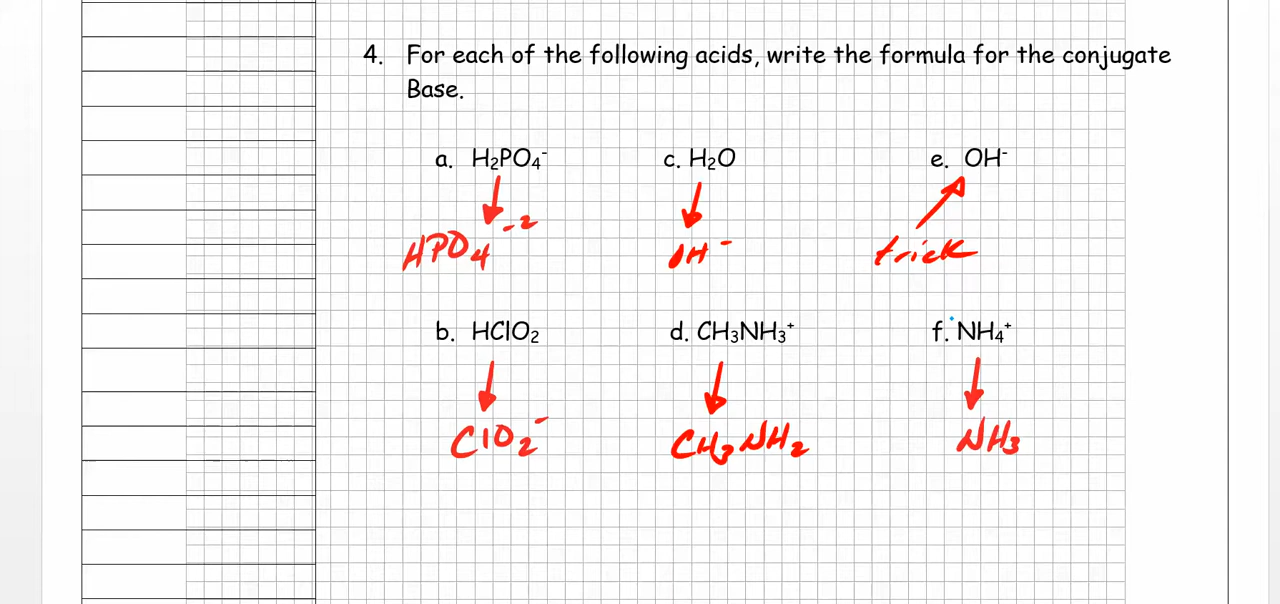 4. For each of the following acids, write the formula for the conjugate
Base.
a. H₂PO₄⁻ c. H₂O e. OH⁻
HPO₄⁻² OH⁻ trick
b. HClO₂ d. CH₃NH₃⁺ f. NH₄⁺
ClO₂⁻ CH₃NH₂ NH₃